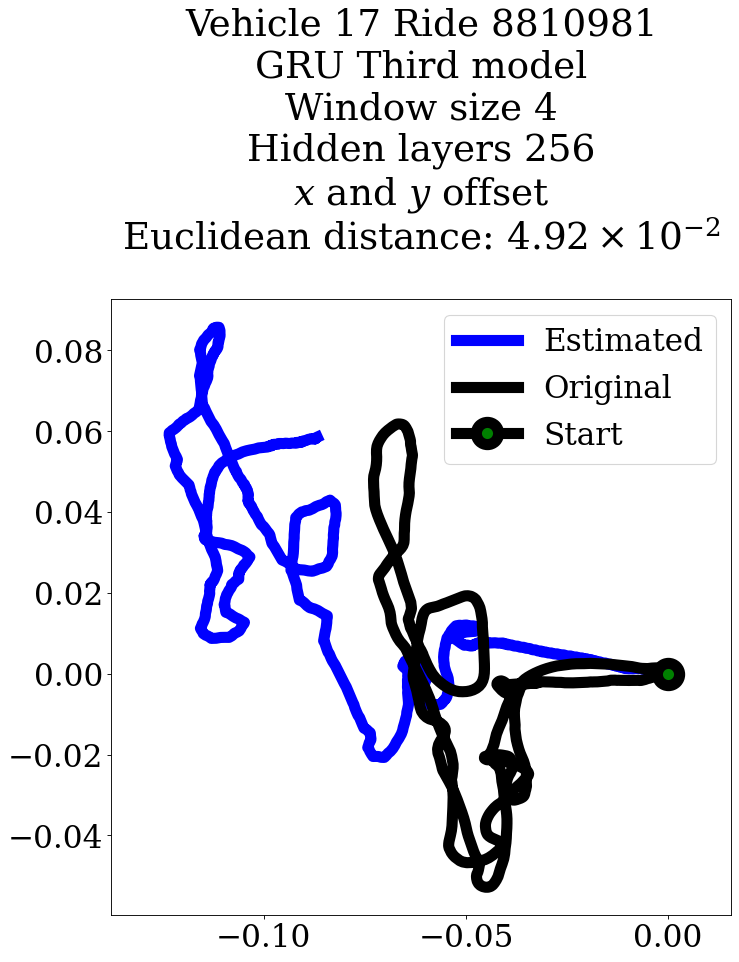 Vehicle 17 Ride 8810981
GRU Third model
Window size 4
Hidden layers 256
x and y offset
Euclidean distance: 4.92 × 10⁻²
Estimated
Original
Start
0.08
0.06
0.04
0.02
0.00
−0.02
−0.04
−0.10 −0.05 0.00